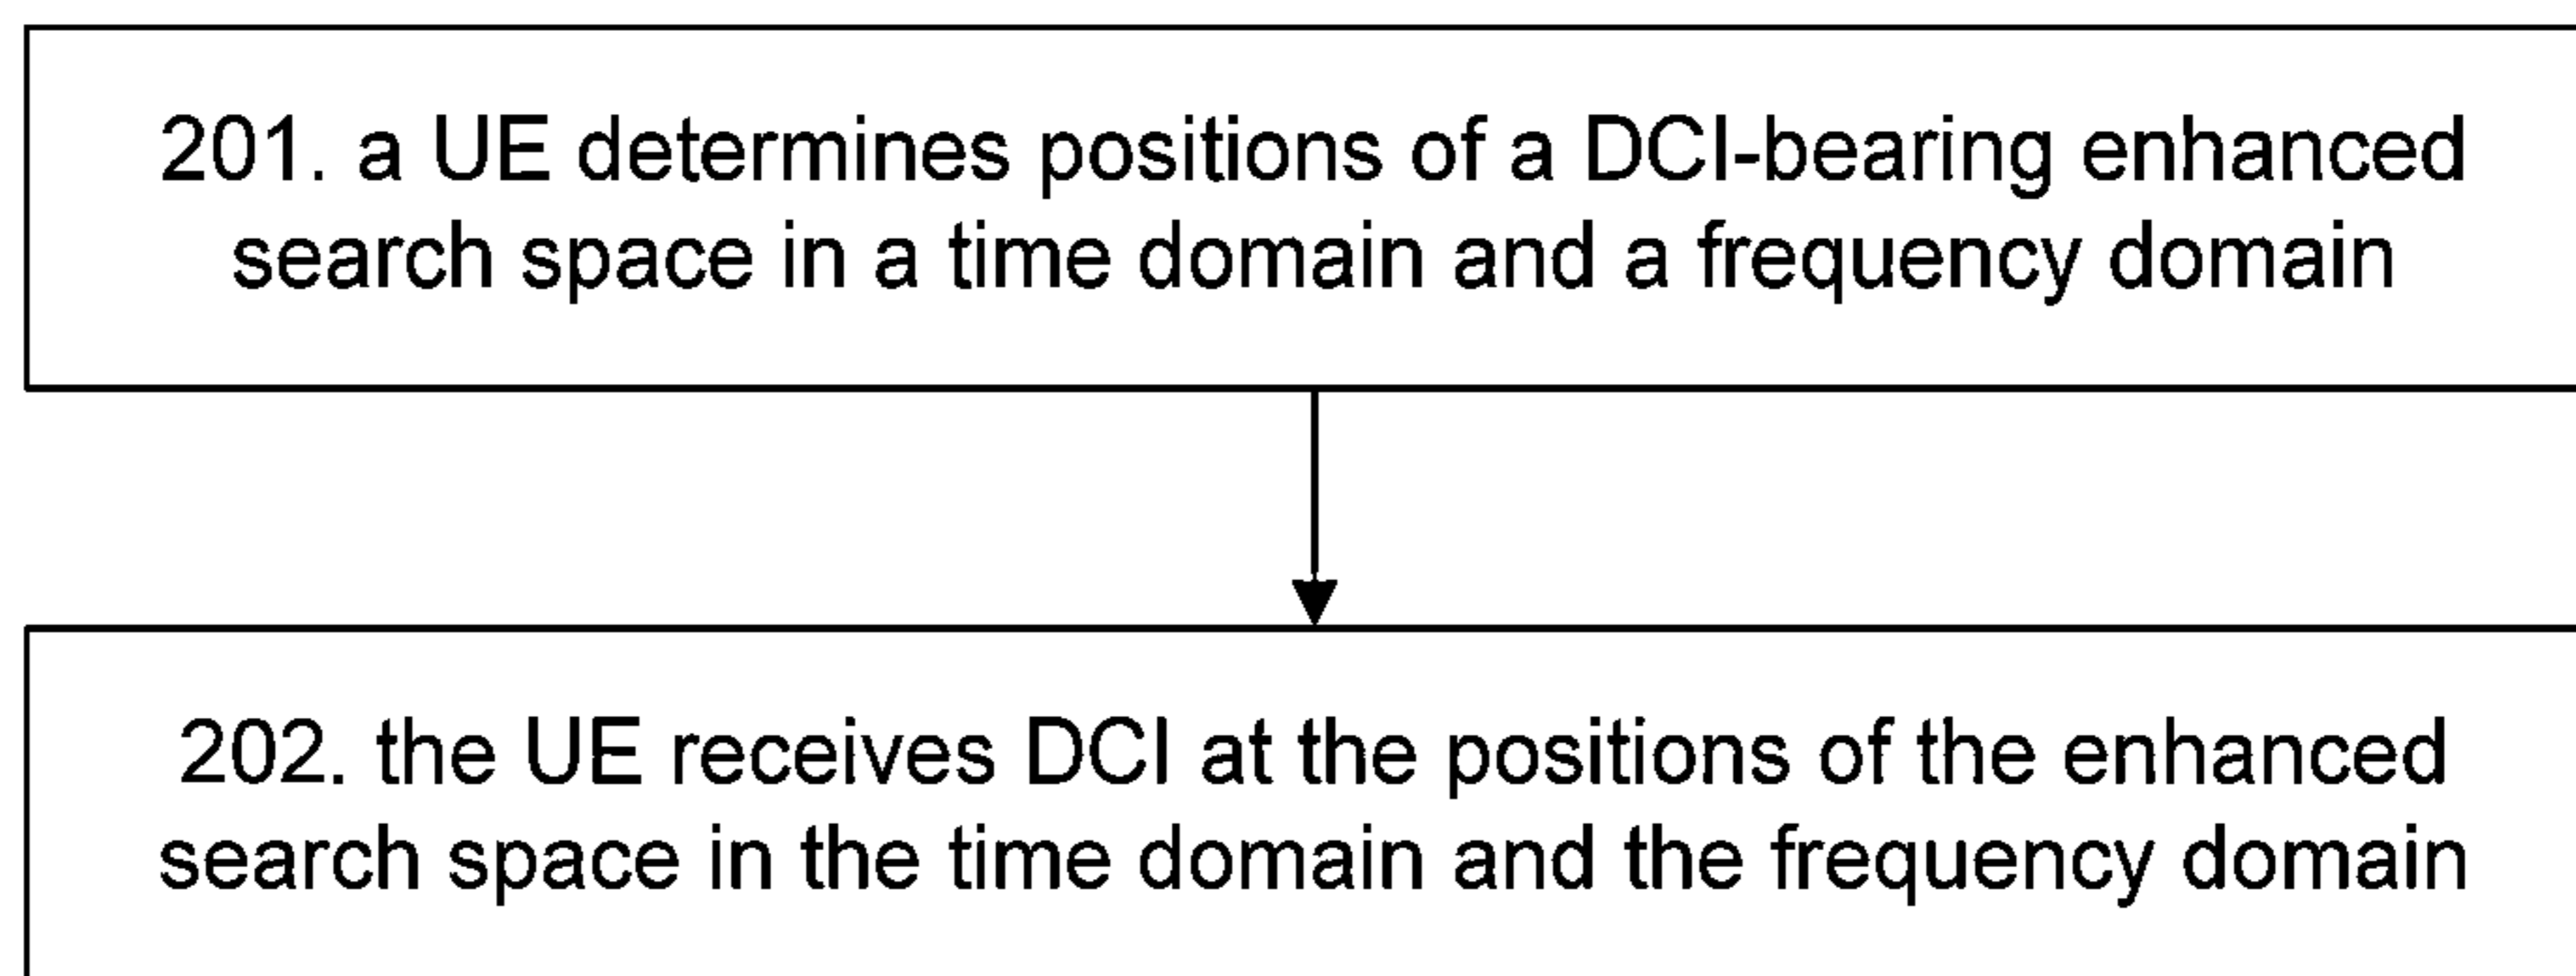 201. a UE determines positions of a DCI-bearing enhanced
search space in a time domain and a frequency domain
202. the UE receives DCI at the positions of the enhanced
search space in the time domain and the frequency domain